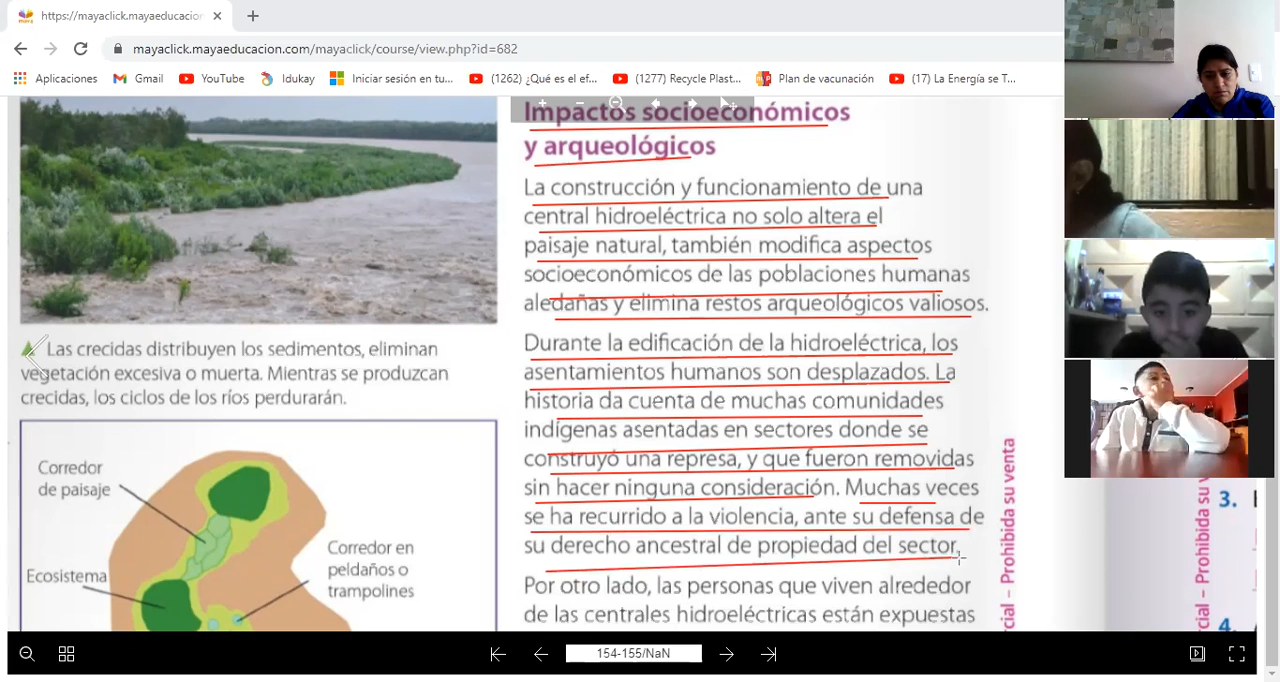 https://mayaclick.mayaeducacion
mayaclick.mayaeducacion.com/mayaclick/course/view.php?id=682
Aplicaciones
Gmail
YouTube
Idukay
Iniciar sesión en tu...
(1262) ¿Qué es el ef...
(1277) Recycle Plast...
Plan de vacunación
(17) La Energía se T...
Las crecidas distribuyen los sedimentos, eliminan
vegetación excesiva o muerta. Mientras se produzcan
crecidas, los ciclos de los ríos perdurarán.
Corredor
de paisaje
Ecosistema
Corredor en
peldaños o
trampolines
Impactos socioeconómicos
y arqueológicos
La construcción y funcionamiento de una
central hidroeléctrica no solo altera el
paisaje natural, también modifica aspectos
socioeconómicos de las poblaciones humanas
aledañas y elimina restos arqueológicos valiosos.
Durante la edificación de la hidroeléctrica, los
asentamientos humanos son desplazados. La
historia da cuenta de muchas comunidades
indígenas asentadas en sectores donde se
construyó una represa, y que fueron removidas
sin hacer ninguna consideración. Muchas veces
se ha recurrido a la violencia, ante su defensa de
su derecho ancestral de propiedad del sector.
Por otro lado, las personas que viven alrededor
de las centrales hidroeléctricas están expuestas
cial – Prohibida su venta
– Prohibida su v
3.
4.
154-155/NaN